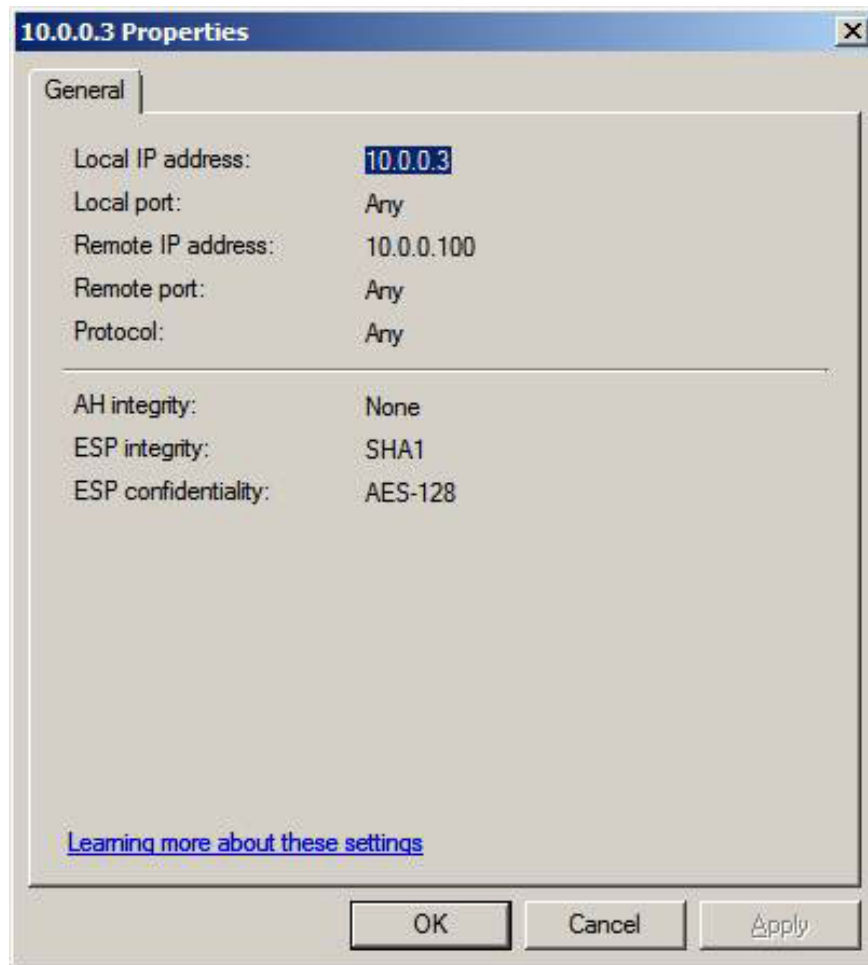 10.0.0.3 Properties
General
Local IP address: 10.0.0.3
Local port: Any
Remote IP address: 10.0.0.100
Remote port: Any
Protocol: Any
AH integrity: None
ESP integrity: SHA1
ESP confidentiality: AES-128
Learning more about these settings
OK Cancel Apply